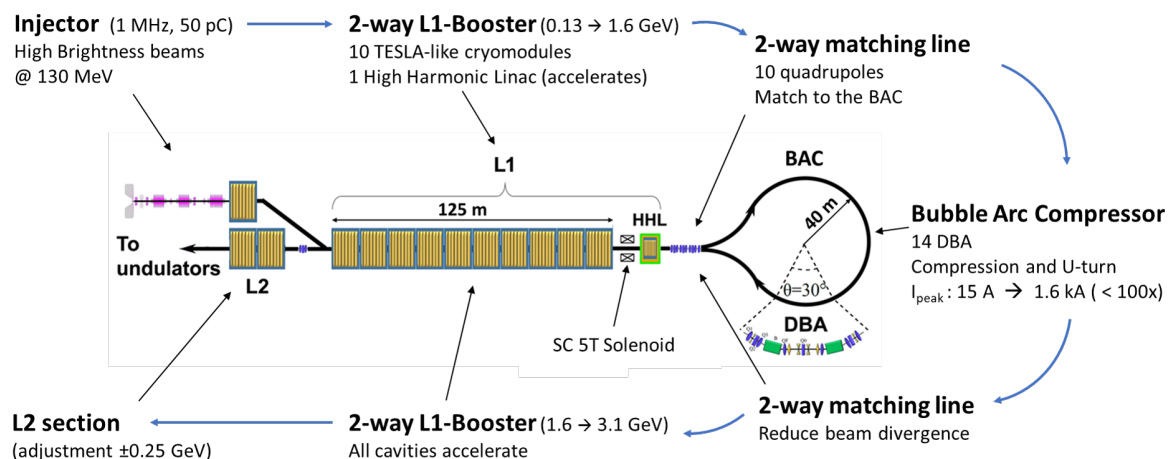 Injector (1 MHz, 50 pC)
High Brightness beams
@ 130 MeV
2-way L1-Booster (0.13 → 1.6 GeV)
10 TESLA-like cryomodules
1 High Harmonic Linac (accelerates)
2-way matching line
10 quadrupoles
Match to the BAC
L1
125 m
HHL
BAC
40 m
θ=30°
DBA
To
undulators
L2
SC 5T Solenoid
Bubble Arc Compressor
14 DBA
Compression and U-turn
Ipeak : 15 A → 1.6 kA ( < 100x)
L2 section
(adjustment ±0.25 GeV)
2-way L1-Booster (1.6 → 3.1 GeV)
All cavities accelerate
2-way matching line
Reduce beam divergence